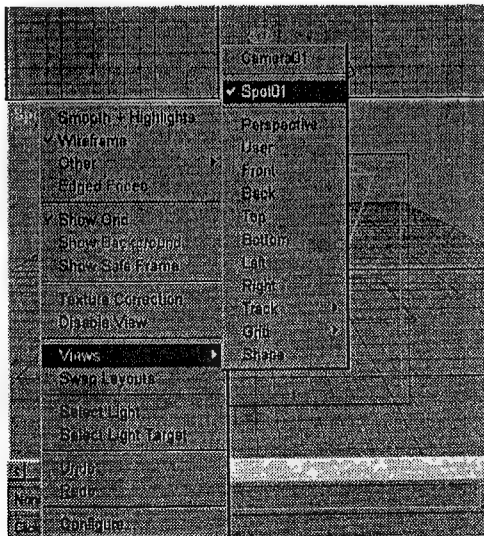 Camera01
Spot01
Perspective
User
Front
Back
Top
Bottom
Left
Right
Track
Grid
Shape
Smooth + Highlights
Wireframe
Other
Edged Faces
Show Grid
Show Background
Show Safe Frame
Texture Correction
Disable View
Views
Swap Layouts
Select Light
Select Light Target
Undo
Redo
Configure...